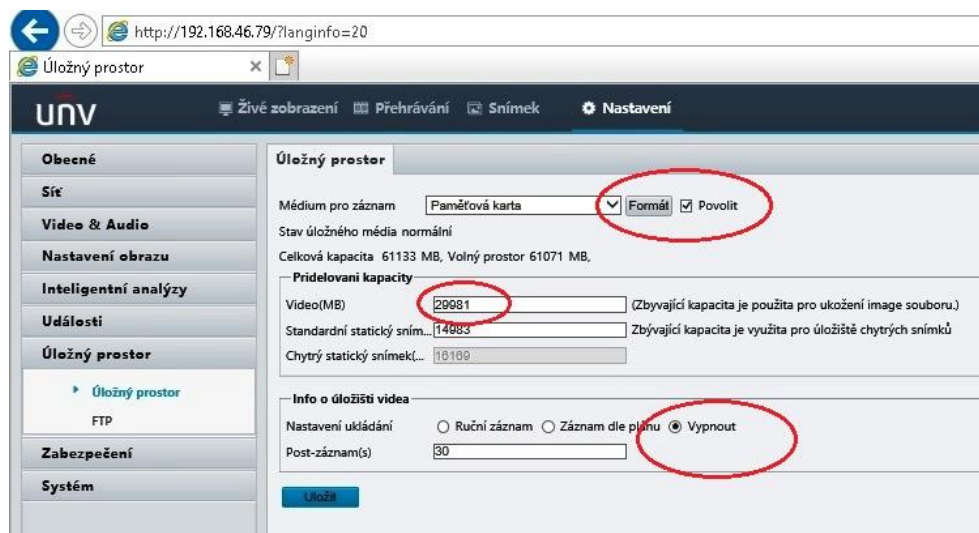 http://192.168.46.79/?langinfo=20
Úložný prostor
unv Živé zobrazení Přehrávání Snímek Nastavení
Obecné
Síť
Video & Audio
Nastavení obrazu
Inteligentní analýzy
Události
Úložný prostor
Úložný prostor
FTP
Zabezpečení
Systém
Úložný prostor
Médium pro záznam Paměťová karta Formát Povolit
Stav úložného média normální
Celková kapacita 61133 MB, Volný prostor 61071 MB,
Pridelovani kapacity
Video(MB) 29981 (Zbyvající kapacita je použita pro ukožení image souboru.)
Standardní statický sním... 14983 Zbývající kapacita je využita pro úložiště chytrých snímků
Chytrý statický snímek(... 16169
Info o úložišti videa
Nastavení ukládání Ruční záznam Záznam dle plánu Vypnout
Post-záznam(s) 30
Uložit